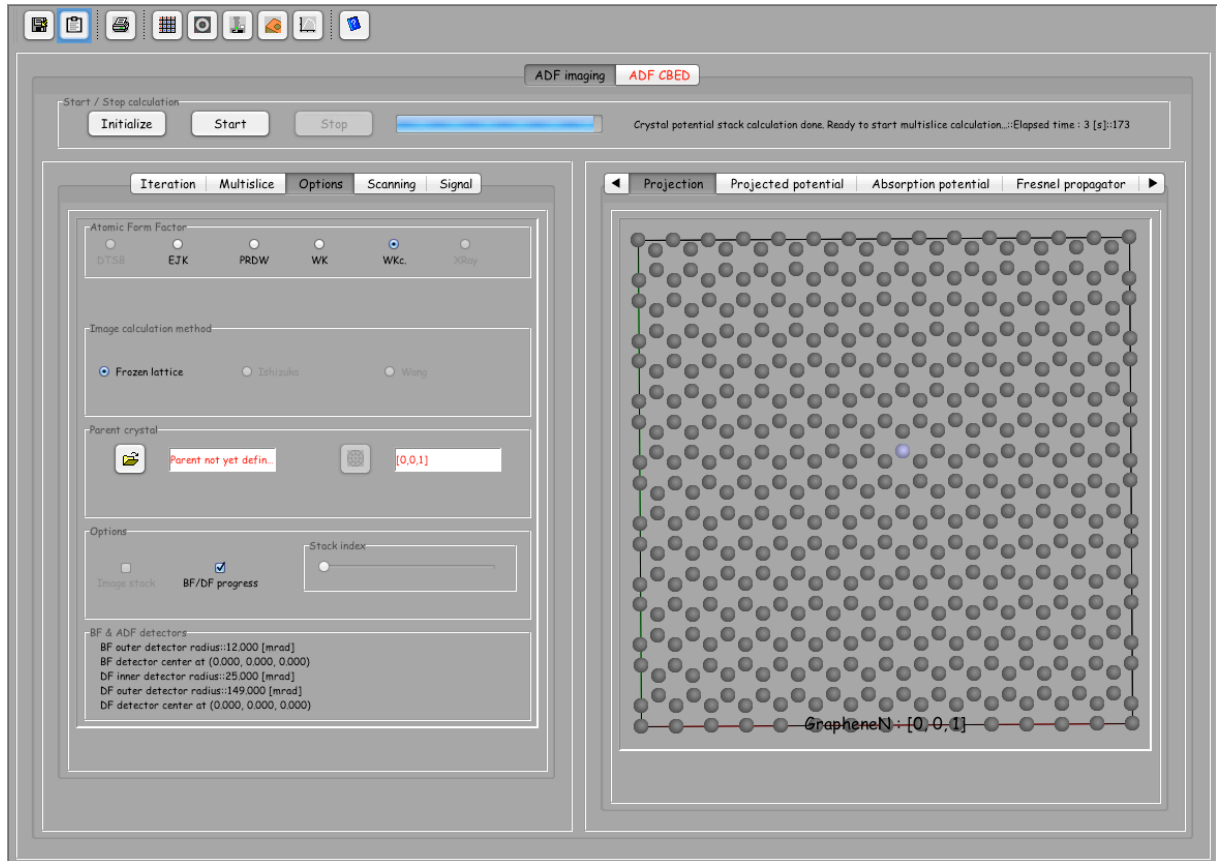 ADF imaging ADF CBED
Start / Stop calculation
Initialize Start Stop Crystal potential stack calculation done. Ready to start multislice calculation...::Elapsed time : 3 [s]::173
Iteration Multislice Options Scanning Signal
Atomic Form Factor
DTSB EJK PRDW WK WKc. XRay
Image calculation method
Frozen lattice Ishizuka Wang
Parent crystal
Parent not yet defin... [0,0,1]
Options
Stack index
Image stack BF/DF progress
BF & ADF detectors
BF outer detector radius::12.000 [mrad]
BF detector center at (0.000, 0.000, 0.000)
DF inner detector radius::25.000 [mrad]
DF outer detector radius::149.000 [mrad]
DF detector center at (0.000, 0.000, 0.000)
Projection Projected potential Absorption potential Fresnel propagator
GrapheneN : [0, 0, 1]